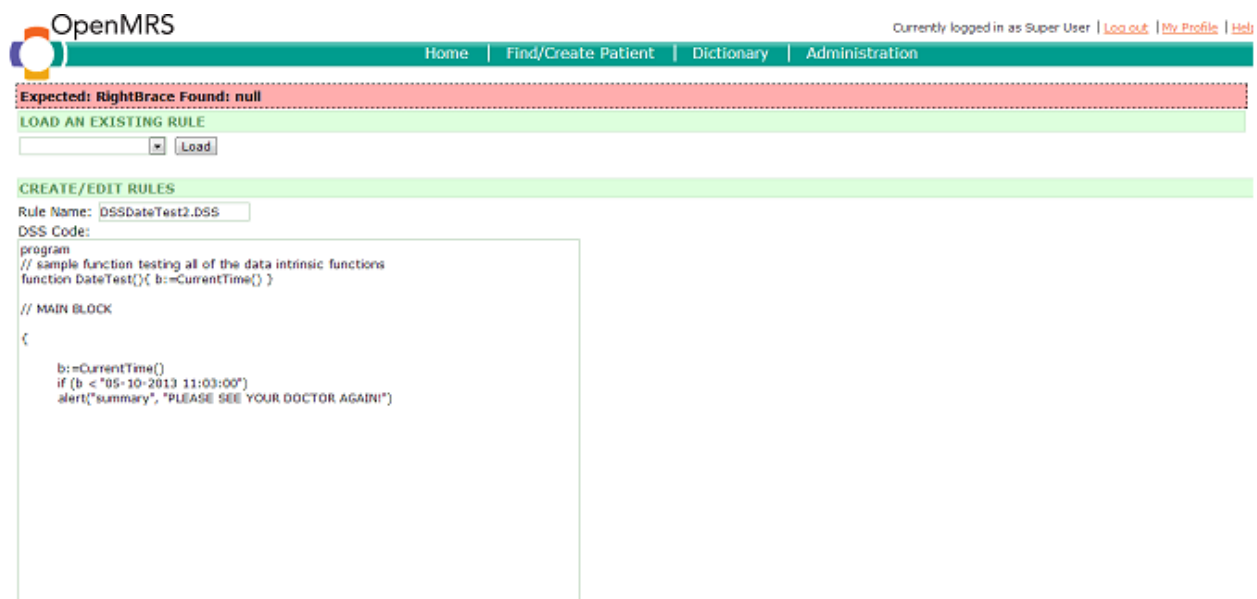 OpenMRS
Currently logged in as Super User | Log out | My Profile | Help
Home | Find/Create Patient | Dictionary | Administration
Expected: RightBrace Found: null
LOAD AN EXISTING RULE
Load
CREATE/EDIT RULES
Rule Name: DSSDateTest2.DSS
DSS Code:
program
// sample function testing all of the data intrinsic functions
function DateTest(){ b:=CurrentTime() }
// MAIN BLOCK
{
b:=CurrentTime()
if (b < "05-10-2013 11:03:00")
alert("summary", "PLEASE SEE YOUR DOCTOR AGAIN!")